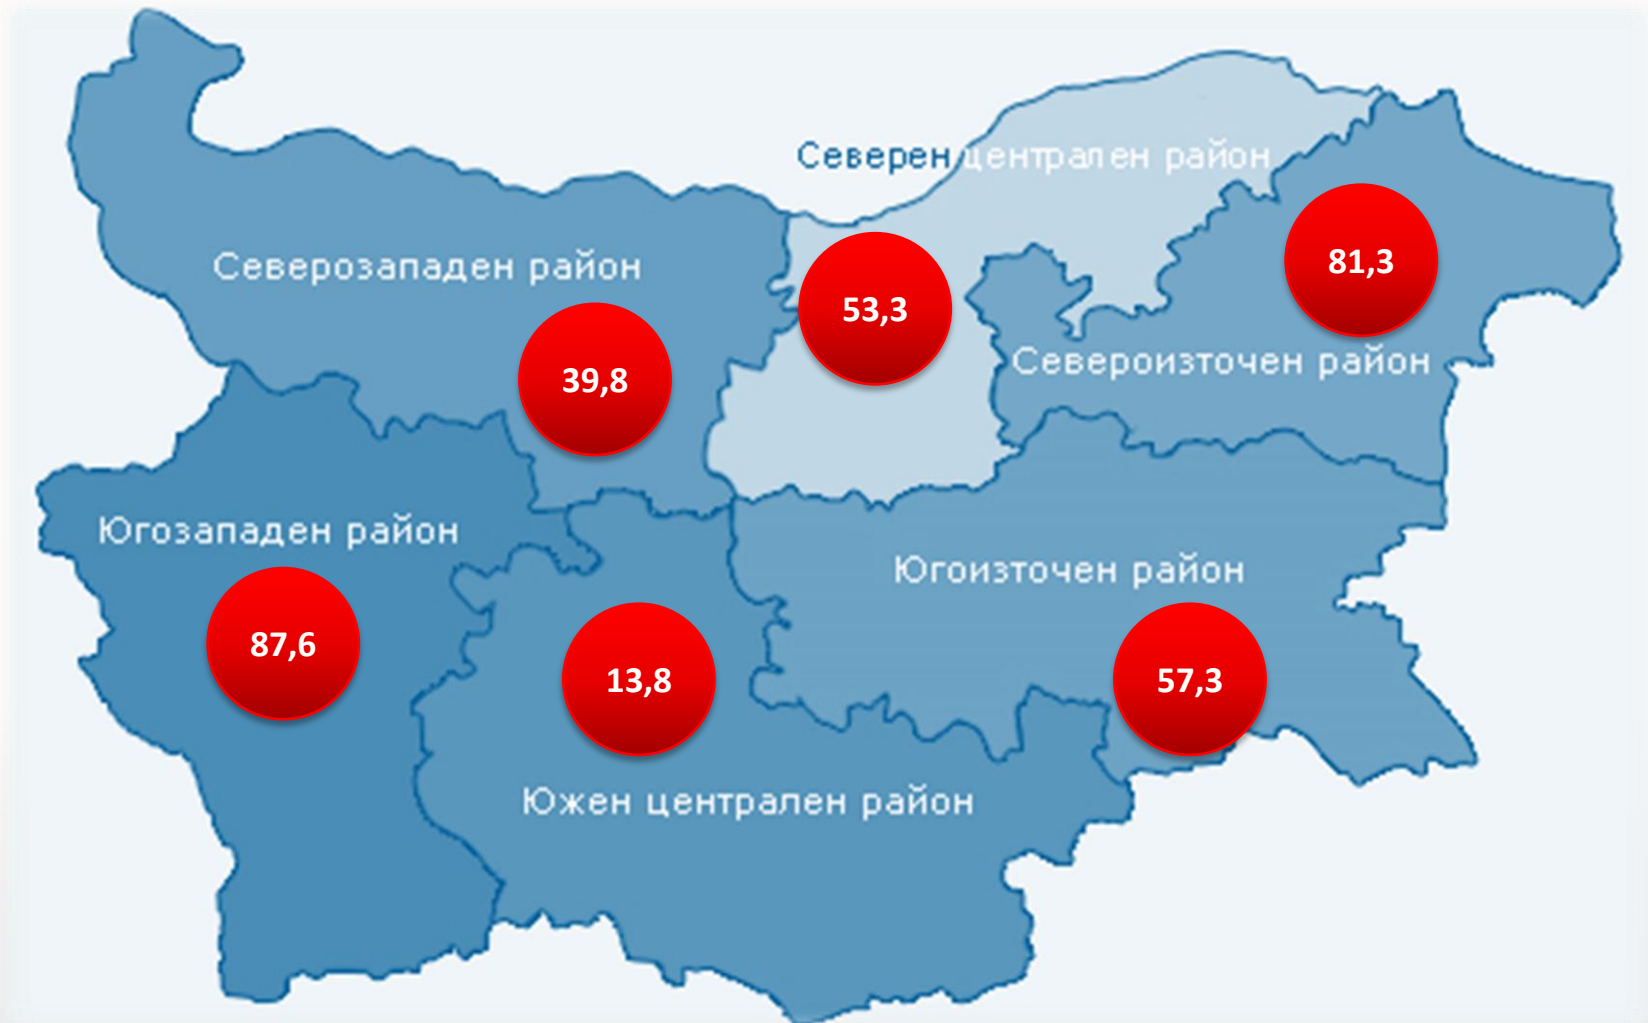 Северен централен район
81,3
Северозападен район
53,3
39,8
Североизточен район
Югозападен район
Югоизточен район
87,6
13,8
57,3
Южен централен район